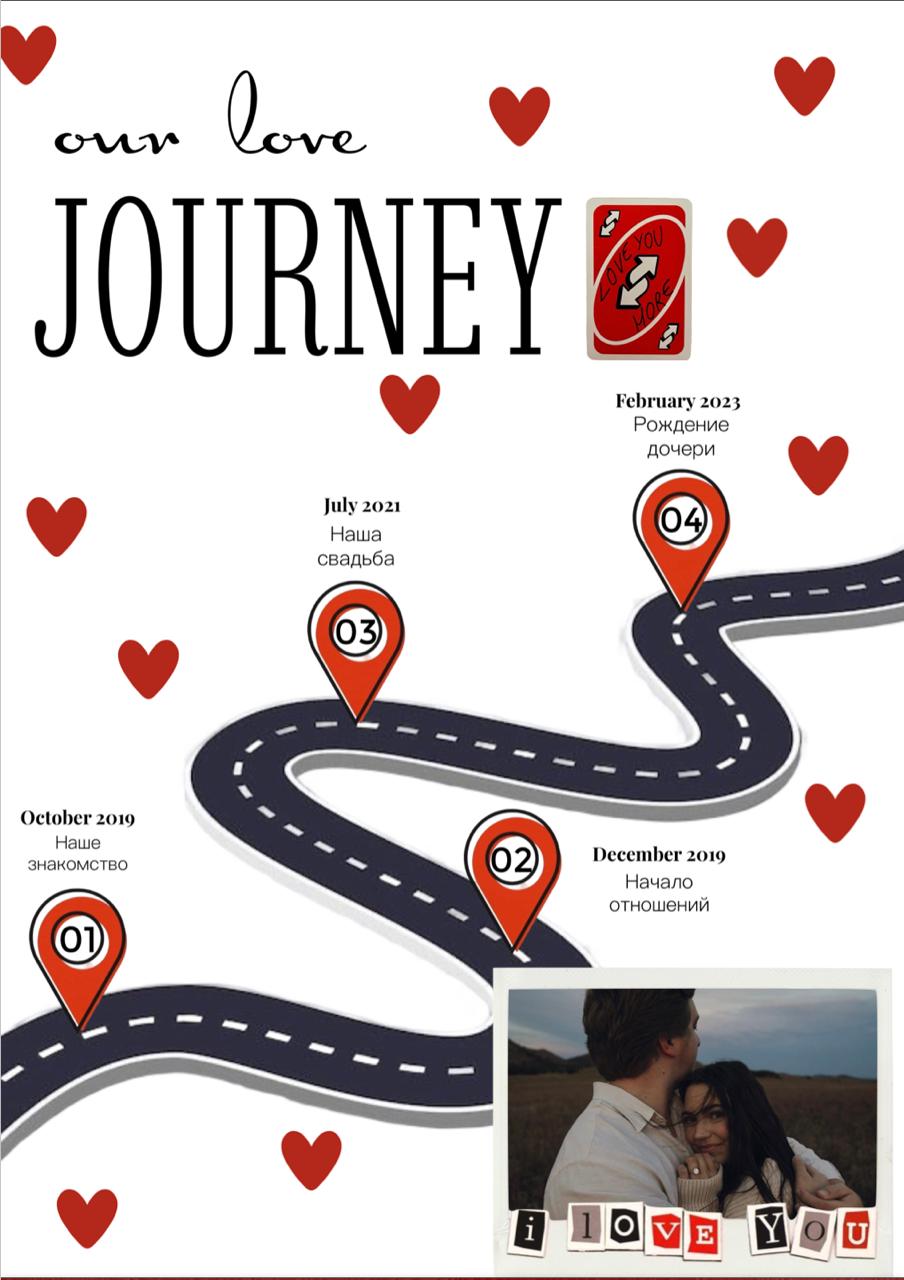 our love
JOURNEY
LOVE YOU
MORE
February 2023
Рождение
дочери
04
July 2021
Наша
свадьба
03
October 2019
Наше
знакомство
01
02
December 2019
Начало
отношений
i lOVE YOU